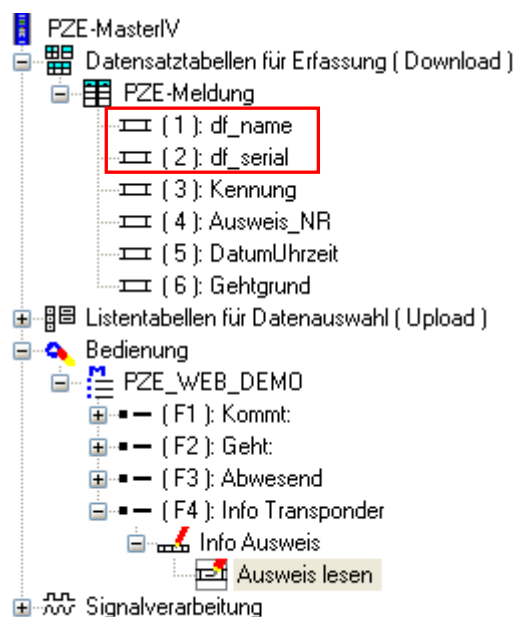 PZE-MasterIV
Datensatztabellen für Erfassung ( Download )
PZE-Meldung
( 1 ): df_name
( 2 ): df_serial
( 3 ): Kennung
( 4 ): Ausweis_NR
( 5 ): DatumUhrzeit
( 6 ): Gehtgrund
Listentabellen für Datenauswahl ( Upload )
Bedienung
PZE_WEB_DEMO
( F1 ): Kommt:
( F2 ): Geht:
( F3 ): Abwesend
( F4 ): Info Transponder
Info Ausweis
Ausweis lesen
Signalverarbeitung